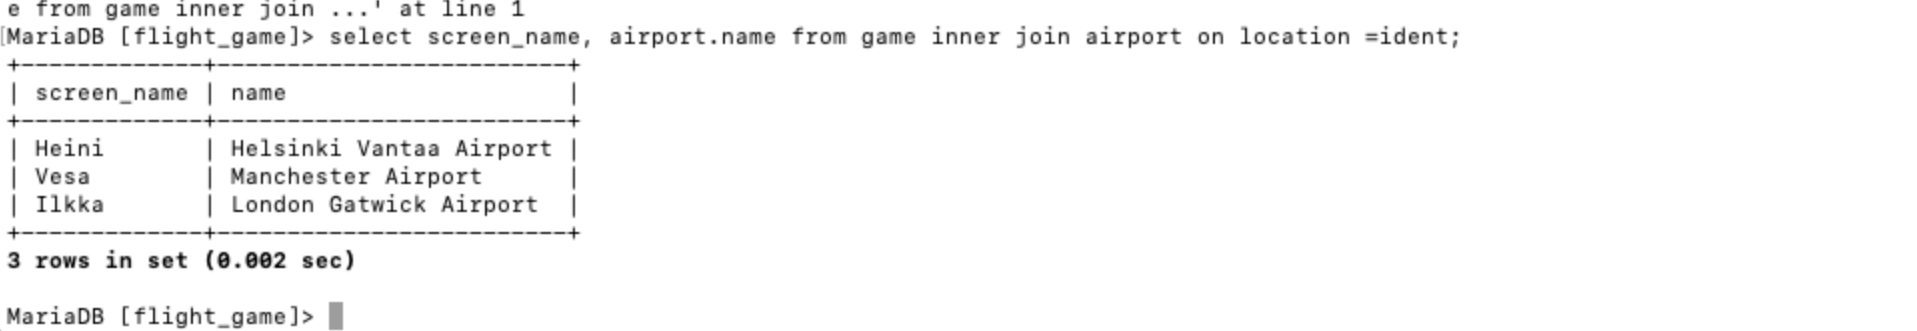 e from game inner join ...' at line 1
[MariaDB [flight_game]> select screen_name, airport.name from game inner join airport on location =ident;
+-------------+-------------------------+
| screen_name | name                    |
+-------------+-------------------------+
| Heini       | Helsinki Vantaa Airport |
| Vesa        | Manchester Airport      |
| Ilkka       | London Gatwick Airport  |
+-------------+-------------------------+
3 rows in set (0.002 sec)
MariaDB [flight_game]>